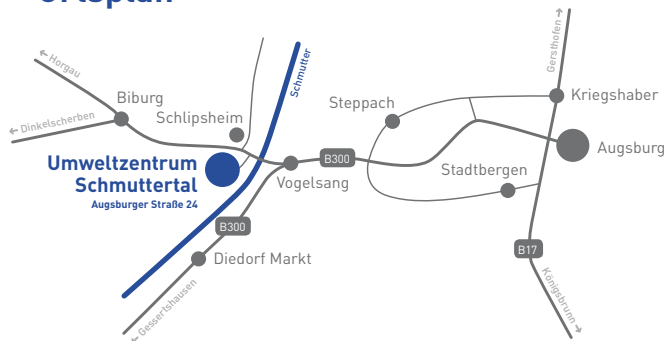 Ortsplan
← Horgau
Biburg
← Dinkelscherben
Schlipsheim
Schmutter
Umweltzentrum
Schmuttertal
Augsburger Straße 24
Vogelsang
B300
B300
Diedorf Markt
← Gessertshausen
Steppach
Stadtbergen
Gersthofen →
Kriegshaber
Augsburg
B17
Königsbrunn →